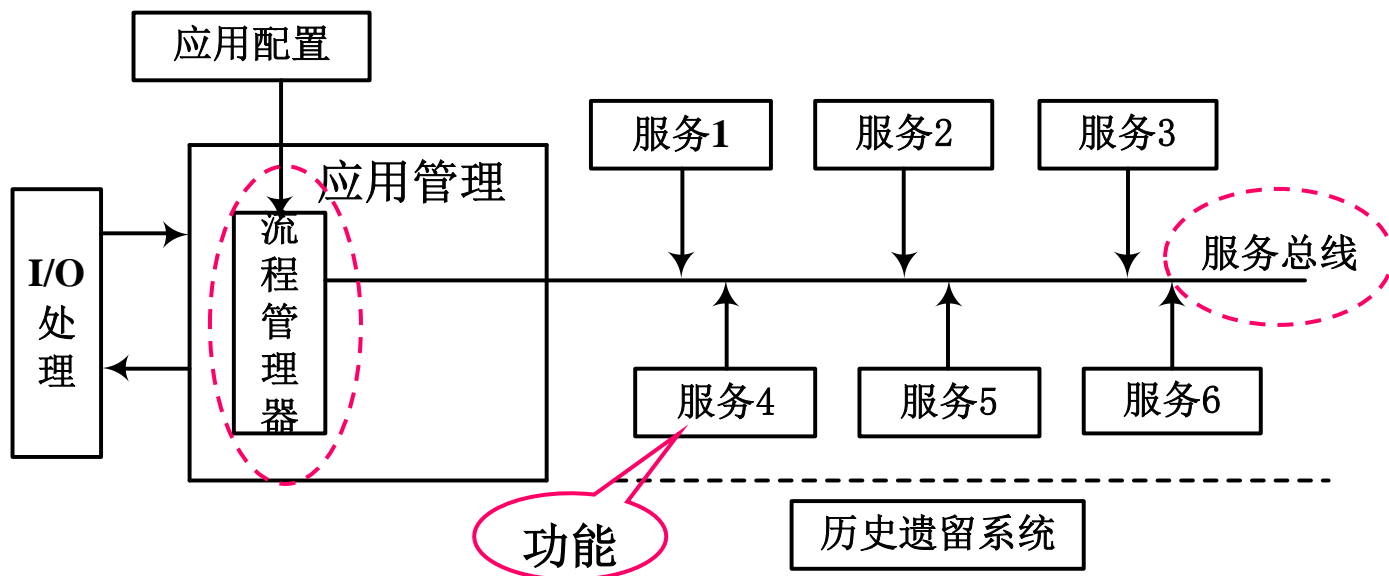 应用配置
服务1
服务2
服务3
应用管理
流
程
管
理
器
I/O
处
理
服务总线
服务4
服务5
服务6
功能
历史遗留系统